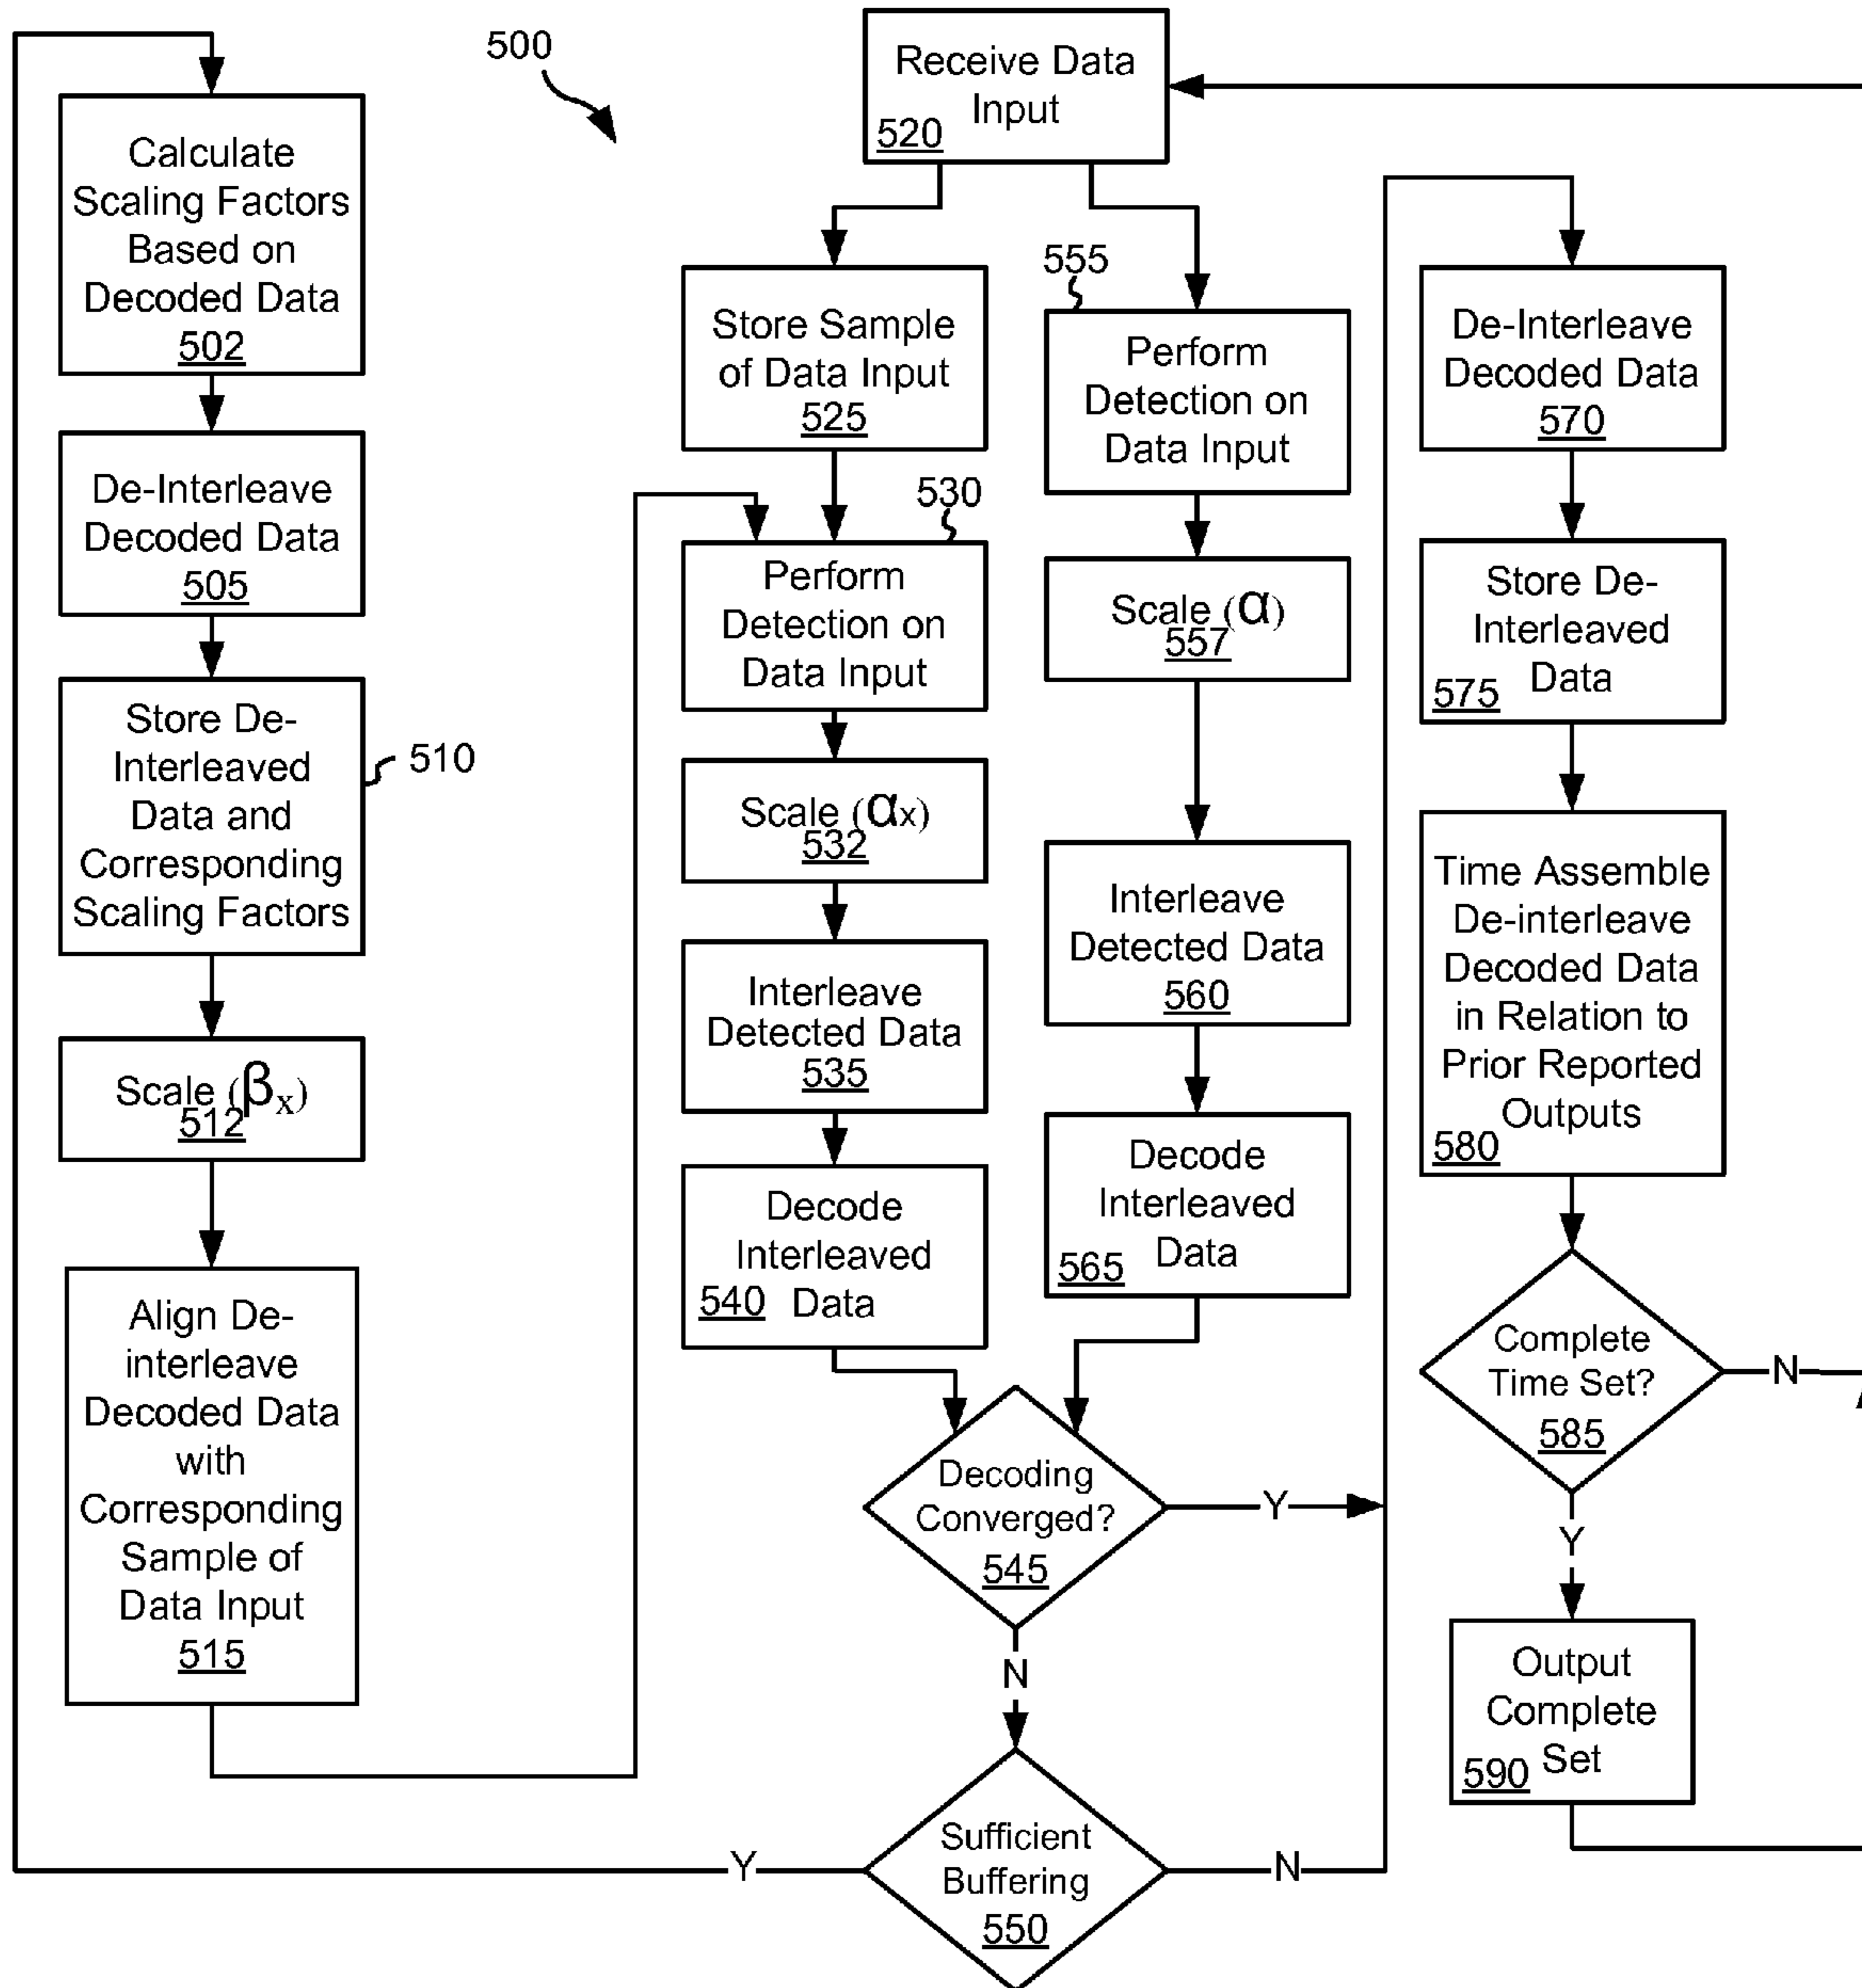 500
Receive Data
Input
520
Calculate
Scaling Factors
Based on
Decoded Data
502
De-Interleave
Decoded Data
505
Store De-
Interleaved
Data and
Corresponding
Scaling Factors
510
Scale (βx)
512
Align De-
interleave
Decoded Data
with
Corresponding
Sample of
Data Input
515
Store Sample
of Data Input
525
530
Perform
Detection on
Data Input
Scale (αx)
532
Interleave
Detected Data
535
Decode
Interleaved
Data
540
555
Perform
Detection on
Data Input
Scale (α)
557
Interleave
Detected Data
560
Decode
Interleaved
Data
565
Decoding
Converged?
545
Y
N
Sufficient
Buffering
550
Y
N
De-Interleave
Decoded Data
570
Store De-
Interleaved
Data
575
Time Assemble
De-interleave
Decoded Data
in Relation to
Prior Reported
Outputs
580
Complete
Time Set?
585
N
Y
Output
Complete
Set
590